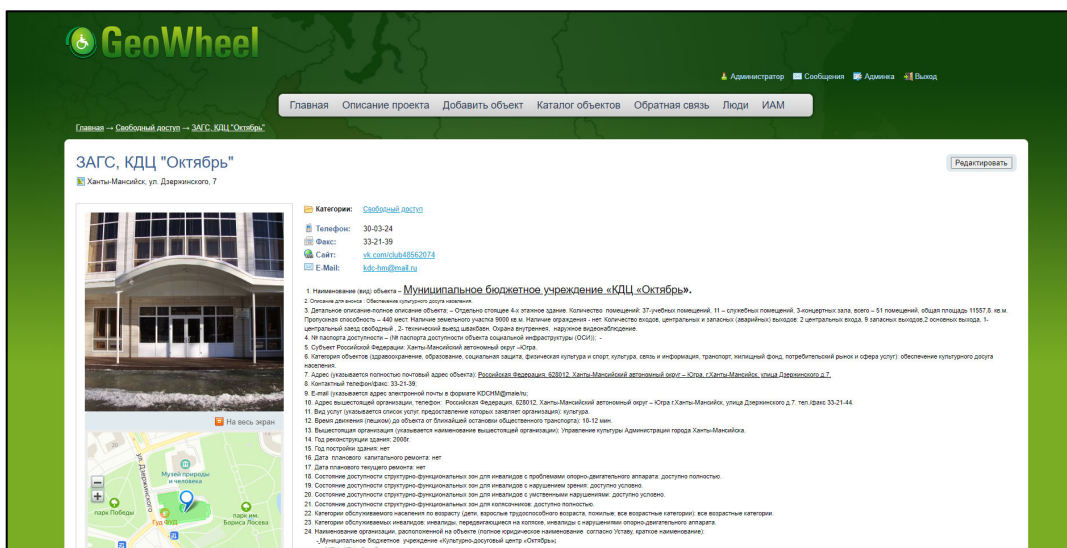 GeoWheel
Администратор Сообщения Админка Выход
Главная Описание проекта Добавить объект Каталог объектов Обратная связь Люди ИАМ
Главная → Свободный доступ → ЗАГС, КДЦ "Октябрь"
ЗАГС, КДЦ "Октябрь"
Редактировать
Ханты-Мансийск, ул. Дзержинского, 7
Категории: Свободный доступ
Телефон: 30-03-24
Факс: 33-21-39
Сайт: vk.com/club48562074
E-Mail: kdc-hm@mail.ru
1. Наименование (вид) объекта – Муниципальное бюджетное учреждение «КДЦ «Октябрь».
2. Описание для анонса : Обеспечение культурного досуга населения.
3. Детальное описание-полное описание объекта; – Отдельно стоящее 4-х этажное здание. Количество помещений: 37-учебных помещений, 11 – служебных помещений, 3-концертных зала, всего – 51 помещений, общая площадь 11557,8. кв.м.
Пропускная способность – 440 мест. Наличие земельного участка 9000 кв.м. Наличие ограждения - нет. Количество входов, центральных и запасных (аварийных) выходов: 2 центральных входа, 9 запасных выходов,2 основных выхода, 1-
центральный заезд свободный , 2- технический выезд шлакбаен. Охрана внутренняя, наружное видеонаблюдение.
4. № паспорта доступности – (№ паспорта доступности объекта социальной инфраструктуры (ОСИ)); -
5. Субъект Российской Федерации: Ханты-Мансийский автономный округ –Югра.
6. Категория объектов (здравоохранение, образование, социальная защита, физическая культура и спорт, культура, связь и информация, транспорт, жилищный фонд, потребительский рынок и сфера услуг): обеспечение культурного досуга
населения.
7. Адрес (указывается полностью почтовый адрес объекта): Российская Федерация, 628012, Ханты-Мансийский автономный округ – Югра, г.Ханты-Мансийск, улица Дзержинского д.7.
8. Контактный телефон/факс: 33-21-39;
9. E-mail (указывается адрес электронной почты в формате KDCHM@maie/ru;
10. Адрес вышестоящей организации, телефон Российская Федерация, 628012, Ханты-Мансийский автономный округ – Югра г.Ханты-Мансийск, улица Дзержинского д.7. тел./факс 33-21-44.
11. Вид услуг (указывается список услуг, предоставление которых заявляет организация): культура.
12. Время движения (пешком) до объекта от ближайшей остановки общественного транспорта): 10-12 мин.
13. Вышестоящая организация (указывается наименование вышестоящей организации): Управление культуры Администрации города Ханты-Мансийска.
14. Год реконструкции здания: 2008г.
15. Год постройки здания: нет
16. Дата планового капитального ремонта: нет
17. Дата планового текущего ремонта: нет
18. Состояние доступности структурно-функциональных зон для инвалидов с проблемами опорно-двигательного аппарата: доступно полностью.
19. Состояние доступности структурно-функциональных зон для инвалидов с нарушением зрения: доступно условно.
20. Состояние доступности структурно-функциональных зон для инвалидов с умственными нарушениями: доступно условно.
21. Состояние доступности структурно-функциональных зон для колясочников: доступно полностью.
22. Категории обслуживаемого населения по возрасту (дети, взрослые трудоспособного возраста, пожилые; все возрастные категории): все возрастные категории.
23. Категории обслуживаемых инвалидов: инвалиды, передвигающиеся на коляске, инвалиды с нарушениями опорно-двигательного аппарата.
24. Наименование организации, расположенной на объекте (полное юридическое наименование согласно Уставу, краткое наименование):
-Муниципальное бюджетное учреждение «Культурно-досуговый центр «Октябрь»;
На весь экран
ул. Дзержинского
Музей природы
и человека
парк Победы
парк им.
Бориса Лосева